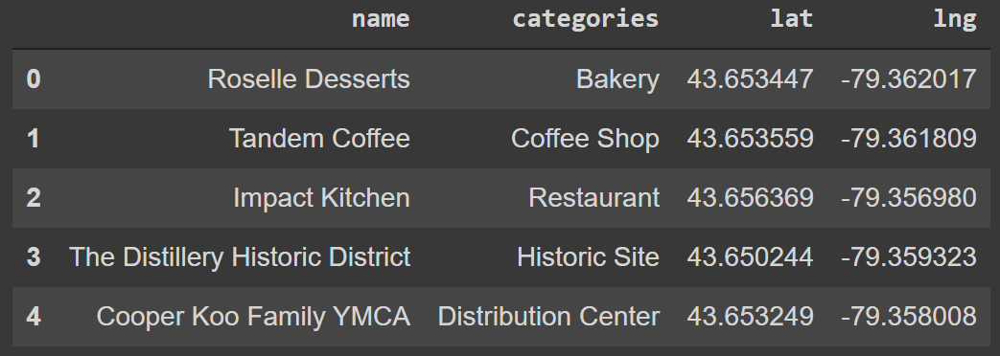 name categories lat lng
0 Roselle Desserts Bakery 43.653447 -79.362017
1 Tandem Coffee Coffee Shop 43.653559 -79.361809
2 Impact Kitchen Restaurant 43.656369 -79.356980
3 The Distillery Historic District Historic Site 43.650244 -79.359323
4 Cooper Koo Family YMCA Distribution Center 43.653249 -79.358008